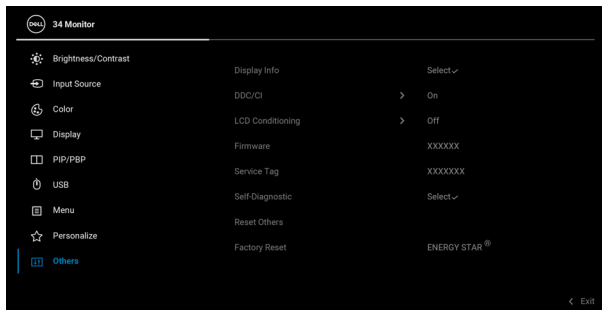 DELL 34 Monitor
Brightness/Contrast
Input Source
Color
Display
PIP/PBP
USB
Menu
Personalize
Others
Display Info Select✓
DDC/CI > On
LCD Conditioning > Off
Firmware XXXXXX
Service Tag XXXXXXX
Self-Diagnostic Select✓
Reset Others
Factory Reset ENERGY STAR ®
< Exit